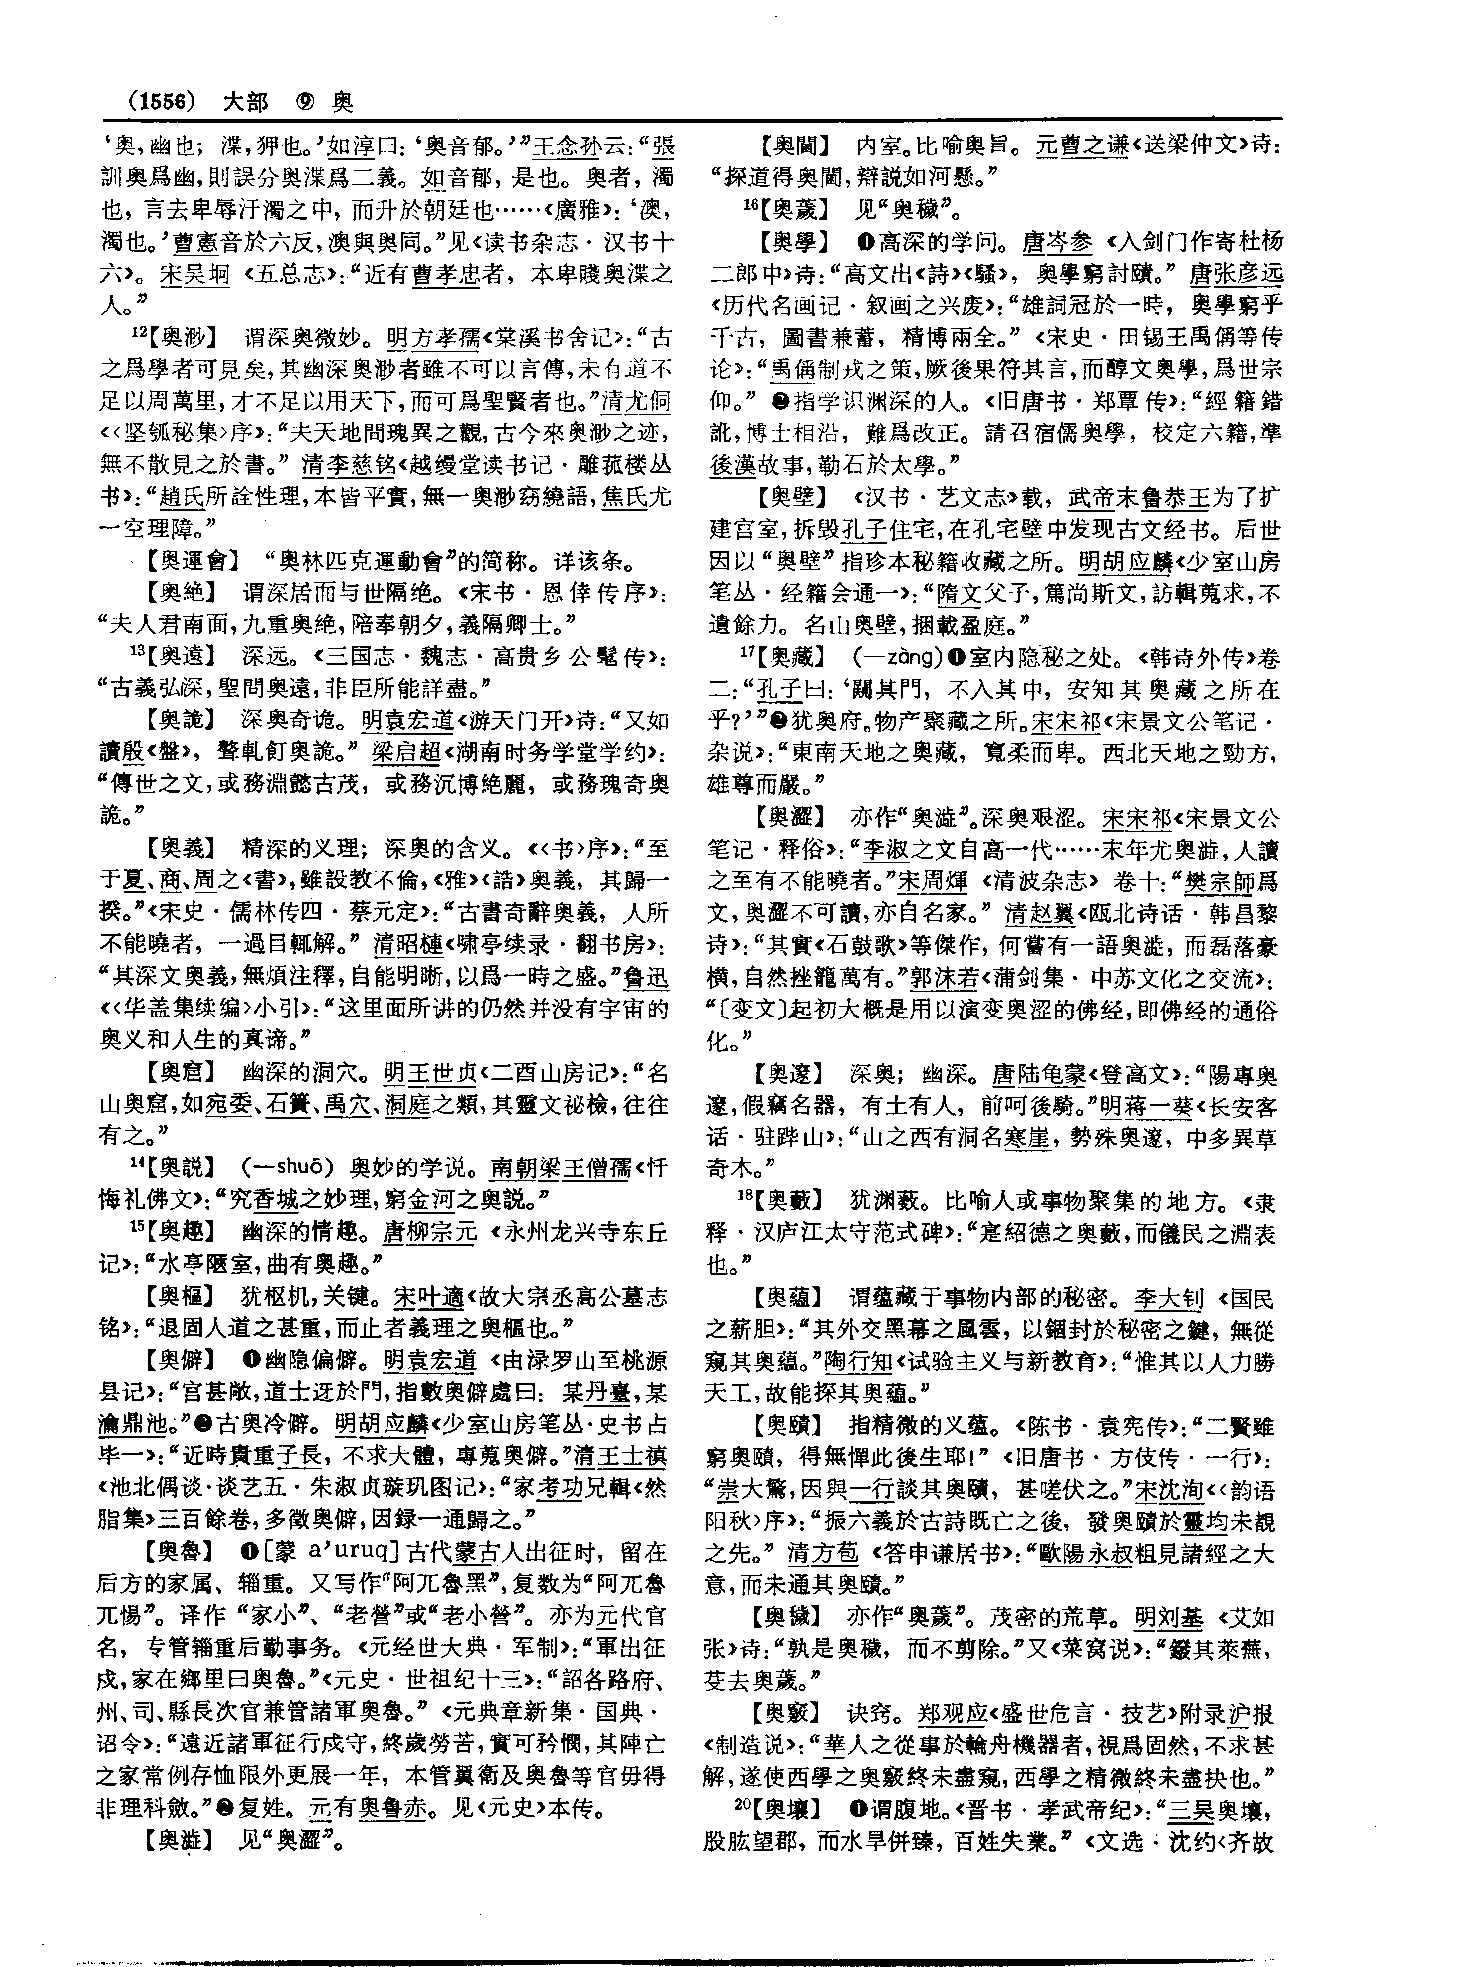 (1556) 大部 ⑨ 奥
‘奥，幽也；渫，狎也。’如淳曰：‘奥音郁。’”王念孙云：“張
訓奥爲幽，則誤分奥渫爲二義。如音郁，是也。奥者，濁
也，言去卑辱汙濁之中，而升於朝廷也……《廣雅》：‘澳，
濁也。’曹憲音於六反，澳與奥同。”见《读书杂志·汉书十
六》。宋吴坰《五总志》：“近有曹孝忠者，本卑賤奥渫之
人。”
12【奥渺】 谓深奥微妙。明方孝孺《棠溪书舍记》：“古
之爲學者可見矣，其幽深奥渺者雖不可以言傳，未有道不
足以周萬里，才不足以用天下，而可爲聖賢者也。”清尤侗
《〈坚瓠秘集〉序》：“夫天地間瑰異之觀，古今來奥渺之迹，
無不散見之於書。”清李慈铭《越缦堂读书记·雕菰楼丛
书》：“趙氏所詮性理，本皆平實，無一奥渺窈繞語，焦氏尤
一空理障。”
【奥運會】 “奥林匹克運動會”的简称。详该条。
【奥絶】 谓深居而与世隔绝。《宋书·恩倖传序》：
“夫人君南面，九重奥絶，陪奉朝夕，義隔卿士。”
13【奥遠】 深远。《三国志·魏志·高贵乡公髦传》：
“古義弘深，聖問奥遠，非臣所能詳盡。”
【奥詭】 深奥奇诡。明袁宏道《游天门开》诗：“又如
讀殷《盤》，聱軋飣奥詭。”梁启超《湖南时务学堂学约》：
“傳世之文，或務淵懿古茂，或務沉博絶麗，或務瑰奇奥
詭。”
【奥義】 精深的义理；深奥的含义。《〈书〉序》：“至
于夏、商、周之《書》，雖設教不倫，《雅》《誥》奥義，其歸一
揆。”《宋史·儒林传四·蔡元定》：“古書奇辭奥義，人所
不能曉者，一過目輒解。”清昭槤《啸亭续录·翻书房》：
“其深文奥義，無煩注釋，自能明晰，以爲一時之盛。”鲁迅
《〈华盖集续编〉小引》：“这里面所讲的仍然并没有宇宙的
奥义和人生的真谛。”
【奥窟】 幽深的洞穴。明王世贞《二酉山房记》：“名
山奥窟，如宛委、石簣、禹穴、洞庭之類，其靈文祕檢，往往
有之。”
14【奥説】 （—shuō）奥妙的学说。南朝梁王僧孺《忏
悔礼佛文》：“究香城之妙理，窮金河之奥説。”
15【奥趣】 幽深的情趣。唐柳宗元《永州龙兴寺东丘
记》：“水亭陿室，曲有奥趣。”
【奥樞】 犹枢机，关键。宋叶適《故大宗丞高公墓志
铭》：“退固人道之甚重，而止者義理之奥樞也。”
【奥僻】 ❶幽隐偏僻。明袁宏道《由渌罗山至桃源
县记》：“宫甚敞，道士迓於門，指數奥僻處曰：某丹臺，某
瀹鼎池。”❷古奥冷僻。明胡应麟《少室山房笔丛·史书占
毕一》：“近時貴重子長，不求大體，專蒐奥僻。”清王士禛
《池北偶谈·谈艺五·朱淑贞璇玑图记》：“家考功兄輯《然
脂集》三百餘卷，多徵奥僻，因録一通歸之。”
【奥魯】 ❶[蒙 a’uruq]古代蒙古人出征时，留在
后方的家属、辎重。又写作“阿兀魯黑”，复数为“阿兀魯
兀惕”。译作“家小”、“老營”或“老小營”。亦为元代官
名，专管辎重后勤事务。《元经世大典·军制》：“軍出征
戍，家在鄉里曰奥魯。”《元史·世祖纪十三》：“詔各路府、
州、司、縣長次官兼管諸軍奥魯。”《元典章新集·国典·
诏令》：“遠近諸軍征行戍守，終歲勞苦，實可矜憫，其陣亡
之家常例存恤限外更展一年，本管翼衛及奥魯等官毋得
非理科斂。”❷复姓。元有奥鲁赤。见《元史》本传。
【奥澁】 见“奥澀”。
【奥閫】 内室。比喻奥旨。元曹之谦《送梁仲文》诗：
“探道得奥閫，辯説如河懸。”
16【奥薉】 见“奥穢”。
【奥學】 ❶高深的学问。唐岑参《入剑门作寄杜杨
二郎中》诗：“高文出《詩》《騷》，奥學窮討賾。”唐张彦远
《历代名画记·叙画之兴废》：“雄詞冠於一時，奥學窮乎
千古，圖書兼蓄，精博兩全。”《宋史·田锡王禹偁等传
论》：“禹偁制戎之策，厥後果符其言，而醇文奥學，爲世宗
仰。”❷指学识渊深的人。《旧唐书·郑覃传》：“經籍錯
訛，博士相沿，難爲改正。請召宿儒奥學，校定六籍，準
後漢故事，勒石於太學。”
【奥壁】 《汉书·艺文志》载，武帝末鲁恭王为了扩
建宫室，拆毁孔子住宅，在孔宅壁中发现古文经书。后世
因以“奥壁”指珍本秘籍收藏之所。明胡应麟《少室山房
笔丛·经籍会通一》：“隋文父子，篤尚斯文，訪輯蒐求，不
遺餘力。名山奥壁，捆載盈庭。”
17【奥藏】 （—zàng）❶室内隐秘之处。《韩诗外传》卷
二：“孔子曰：‘闚其門，不入其中，安知其奥藏之所在
乎？’”❷犹奥府。物产聚藏之所。宋宋祁《宋景文公笔记·
杂说》：“東南天地之奥藏，寬柔而卑。西北天地之勁方，
雄尊而嚴。”
【奥澀】 亦作“奥澁”。深奥艰涩。宋宋祁《宋景文公
笔记·释俗》：“李淑之文自高一代……末年尤奥澁，人讀
之至有不能曉者。”宋周煇《清波杂志》卷十：“樊宗師爲
文，奥澀不可讀，亦自名家。”清赵翼《瓯北诗话·韩昌黎
诗》：“其實《石鼓歌》等傑作，何嘗有一語奥澁，而磊落豪
横，自然挫籠萬有。”郭沫若《蒲剑集·中苏文化之交流》：
“〔变文〕起初大概是用以演变奥涩的佛经，即佛经的通俗
化。”
【奥邃】 深奥；幽深。唐陆龟蒙《登高文》：“陽專奥
邃，假竊名器，有土有人，前呵後騎。”明蒋一葵《长安客
话·驻跸山》：“山之西有洞名寒崖，勢殊奥邃，中多異草
奇木。”
18【奥藪】 犹渊薮。比喻人或事物聚集的地方。《隶
释·汉庐江太守范式碑》：“寔紹德之奥藪，而儀民之淵表
也。”
【奥藴】 谓蕴藏于事物内部的秘密。李大钊《国民
之薪胆》：“其外交黑幕之風雲，以錮封於秘密之鍵，無從
窺其奥藴。”陶行知《试验主义与新教育》：“惟其以人力勝
天工，故能探其奥藴。”
【奥賾】 指精微的义蕴。《陈书·袁宪传》：“二賢雖
窮奥賾，得無憚此後生耶！”《旧唐书·方伎传·一行》：
“崇大驚，因與一行談其奥賾，甚嗟伏之。”宋沈洵《〈韵语
阳秋〉序》：“振六義於古詩既亡之後，發奥賾於靈均未覩
之先。”清方苞《答申谦居书》：“歐陽永叔粗見諸經之大
意，而未通其奥賾。”
【奥穢】 亦作“奥薉”。茂密的荒草。明刘基《艾如
张》诗：“孰是奥穢，而不剪除。”又《菜窝说》：“鏺其萊蕪，
芟去奥薉。”
【奥竅】 诀窍。郑观应《盛世危言·技艺》附录沪报
《制造说》：“華人之從事於輪舟機器者，視爲固然，不求甚
解，遂使西學之奥竅終未盡窺，西學之精微終未盡抉也。”
20【奥壤】 ❶谓腹地。《晋书·孝武帝纪》：“三吴奥壤，
股肱望郡，而水旱併臻，百姓失業。”《文选·沈约〈齐故